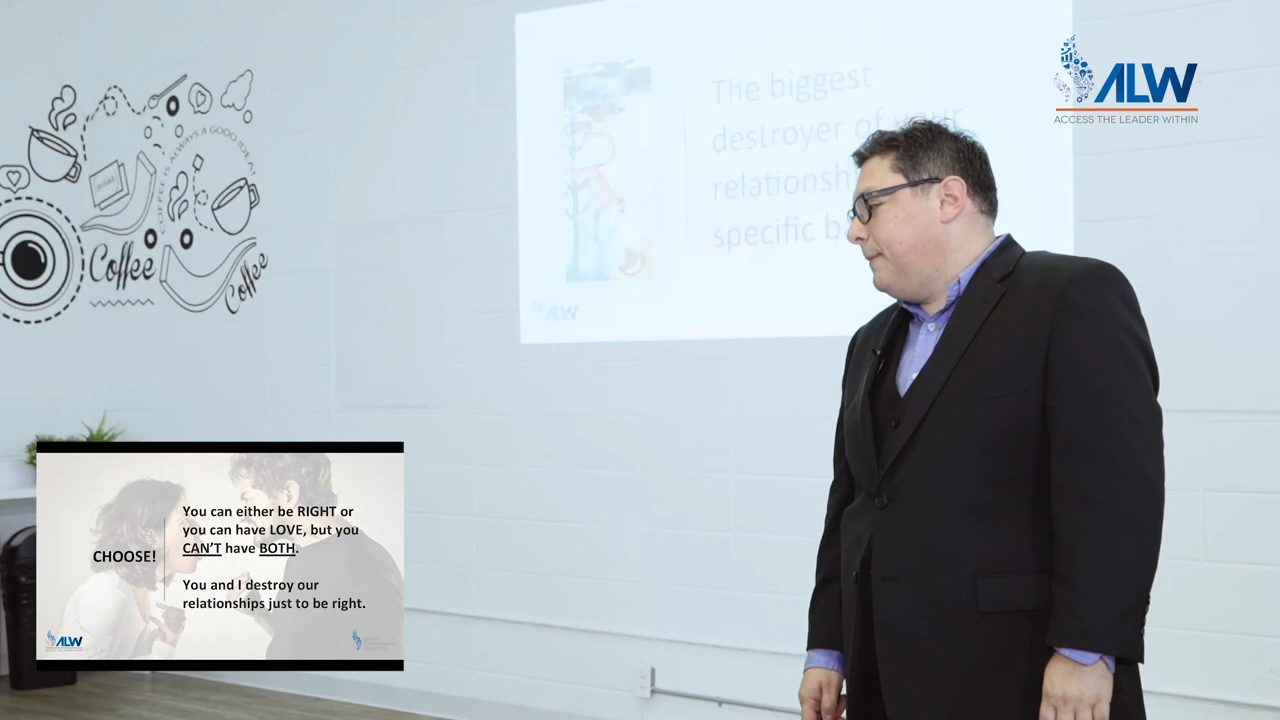 ALW
ACCESS THE LEADER WITHIN
The biggest
destroyer of your
relationsh
specific b
ALW
COFFEE IS ALWAYS A GOOD IDEA!
Coffee
Coffee
CHOOSE!
You can either be RIGHT or
you can have LOVE, but you
CAN'T have BOTH.
You and I destroy our
relationships just to be right.
ALW